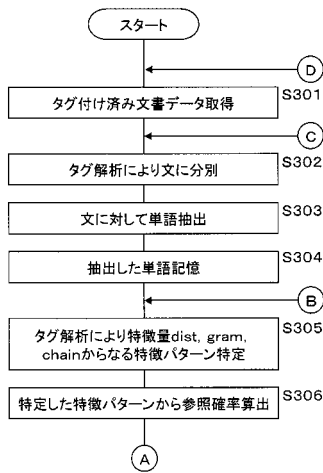 スタート
D
タグ付け済み文書データ取得
S301
C
タグ解析により文に分別
S302
文に対して単語抽出
S303
抽出した単語記憶
S304
B
タグ解析により特徴量dist, gram,
chainからなる特徴パターン特定
S305
特定した特徴パターンから参照確率算出
S306
A